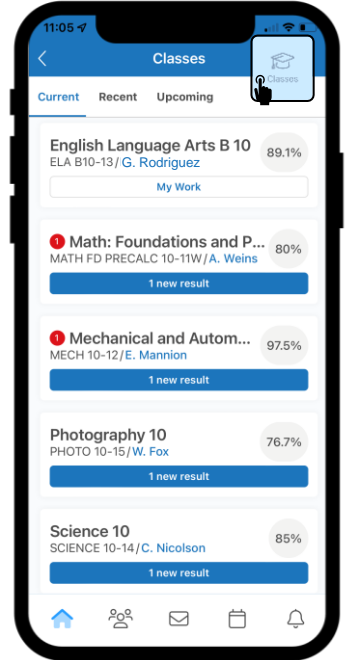 11:05
Classes
Classes
Current Recent Upcoming
English Language Arts B 10
89.1%
ELA B10-13/G. Rodriguez
My Work
1 Math: Foundations and P...
80%
MATH FD PRECALC 10-11W/A. Weins
1 new result
1 Mechanical and Autom...
97.5%
MECH 10-12/E. Mannion
1 new result
Photography 10
76.7%
PHOTO 10-15/W. Fox
1 new result
Science 10
85%
SCIENCE 10-14/C. Nicolson
1 new result